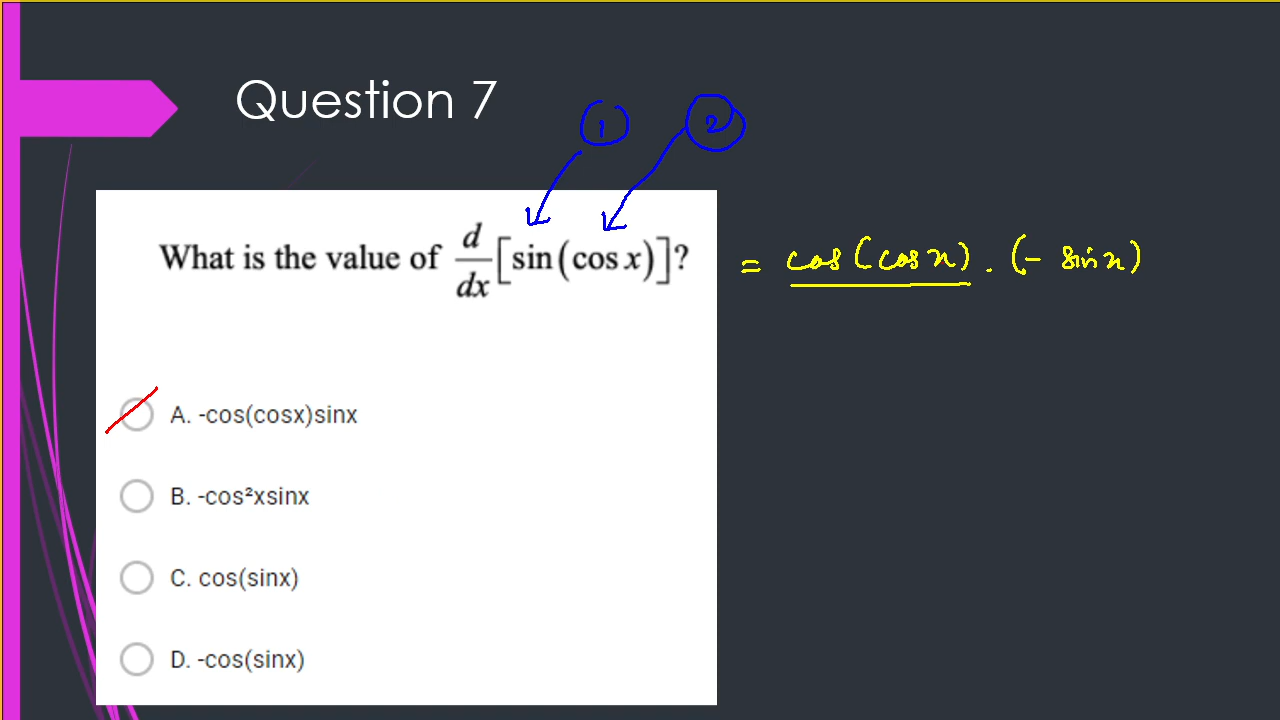 Question 7
1 2
What is the value of d/dx [sin(cos x)]? = cos(cos x) . (- sin x)
A. -cos(cosx)sinx
B. -cos²xsinx
C. cos(sinx)
D. -cos(sinx)